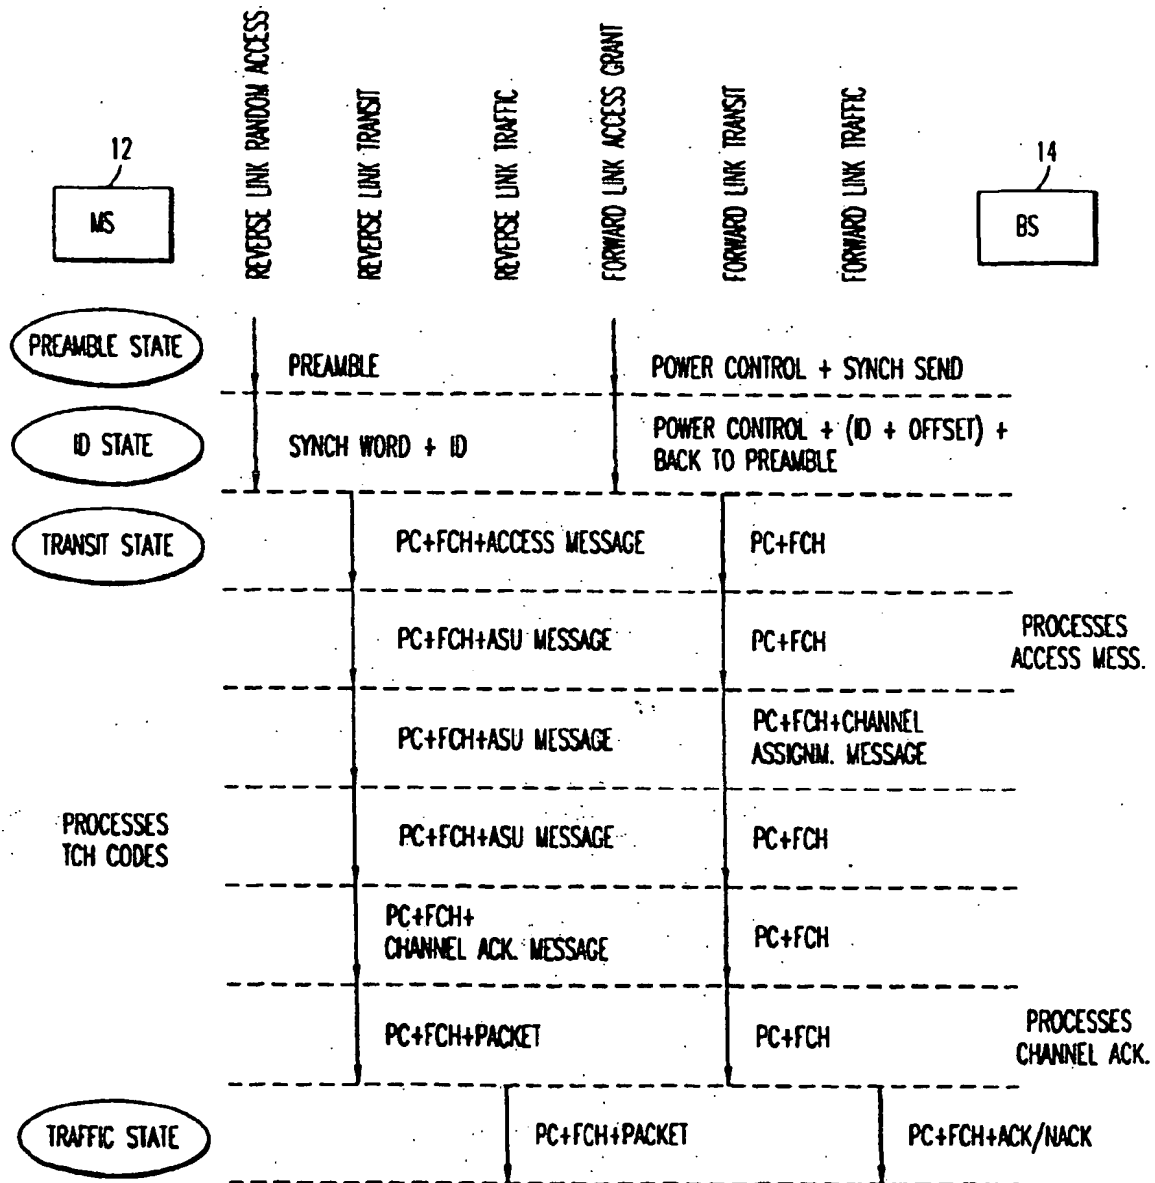 REVERSE LINK RANDOM ACCESS
REVERSE LINK TRANSIT
REVERSE LINK TRAFFIC
FORWARD LINK ACCESS GRANT
FORWARD LINK TRANSIT
FORWARD LINK TRAFFIC
12
MS
14
BS
PREAMBLE STATE
PREAMBLE
POWER CONTROL + SYNCH SEND
ID STATE
SYNCH WORD + ID
POWER CONTROL + (ID + OFFSET) +
BACK TO PREAMBLE
TRANSIT STATE
PC+FCH+ACCESS MESSAGE
PC+FCH
PC+FCH+ASU MESSAGE
PC+FCH
PROCESSES
ACCESS MESS.
PC+FCH+ASU MESSAGE
PC+FCH+CHANNEL
ASSIGNM. MESSAGE
PROCESSES
TCH CODES
PC+FCH+ASU MESSAGE
PC+FCH
PC+FCH+
CHANNEL ACK. MESSAGE
PC+FCH
PC+FCH+PACKET
PC+FCH
PROCESSES
CHANNEL ACK.
TRAFFIC STATE
PC+FCH+PACKET
PC+FCH+ACK/NACK